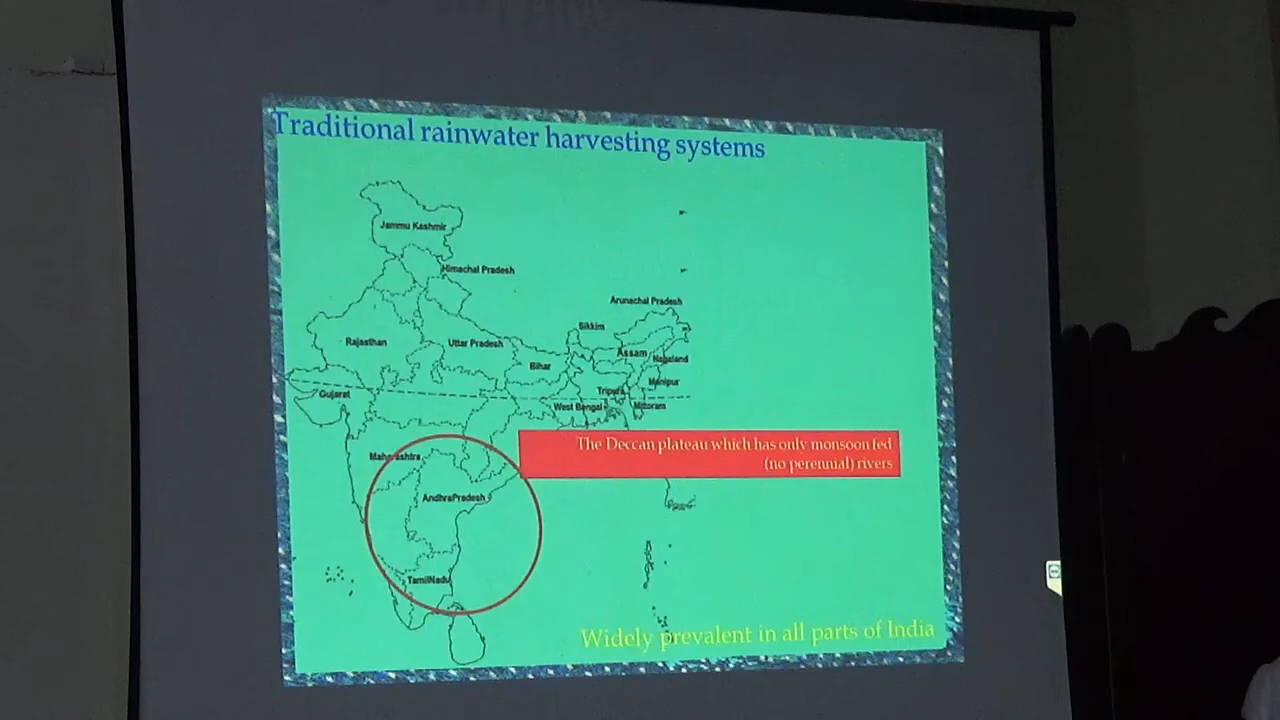 Traditional rainwater harvesting systems
Jammu Kashmir
Himachal Pradesh
Arunachal Pradesh
Sikkim
Rajasthan
Uttar Pradesh
Assam
Nagaland
Bihar
Manipur
Gujarat
Tripura
West Bengal
Mizoram
The Deccan plateau which has only monsoon fed
(no perennial) rivers
Maharashtra
AndhraPradesh
TamilNadu
Widely prevalent in all parts of India